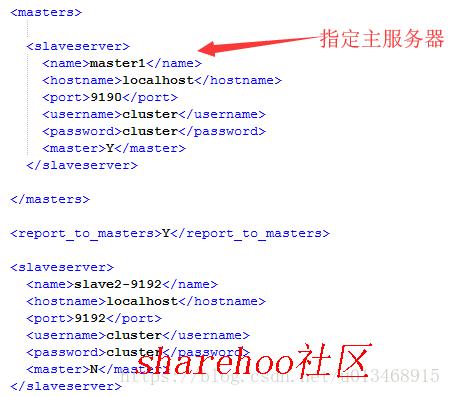 <masters>
<slaveserver>
指定主服务器
<name>master1</name>
<hostname>localhost</hostname>
<port>9190</port>
<username>cluster</username>
<password>cluster</password>
<master>Y</master>
</slaveserver>
</masters>
<report_to_masters>Y</report_to_masters>
<slaveserver>
<name>slave2-9192</name>
<hostname>localhost</hostname>
<port>9192</port>
<username>cluster</username>
<password>cluster</password>
<master>N</master>
</slaveserver>
sharehoo社区
https://blog.csdn.net/u013468915